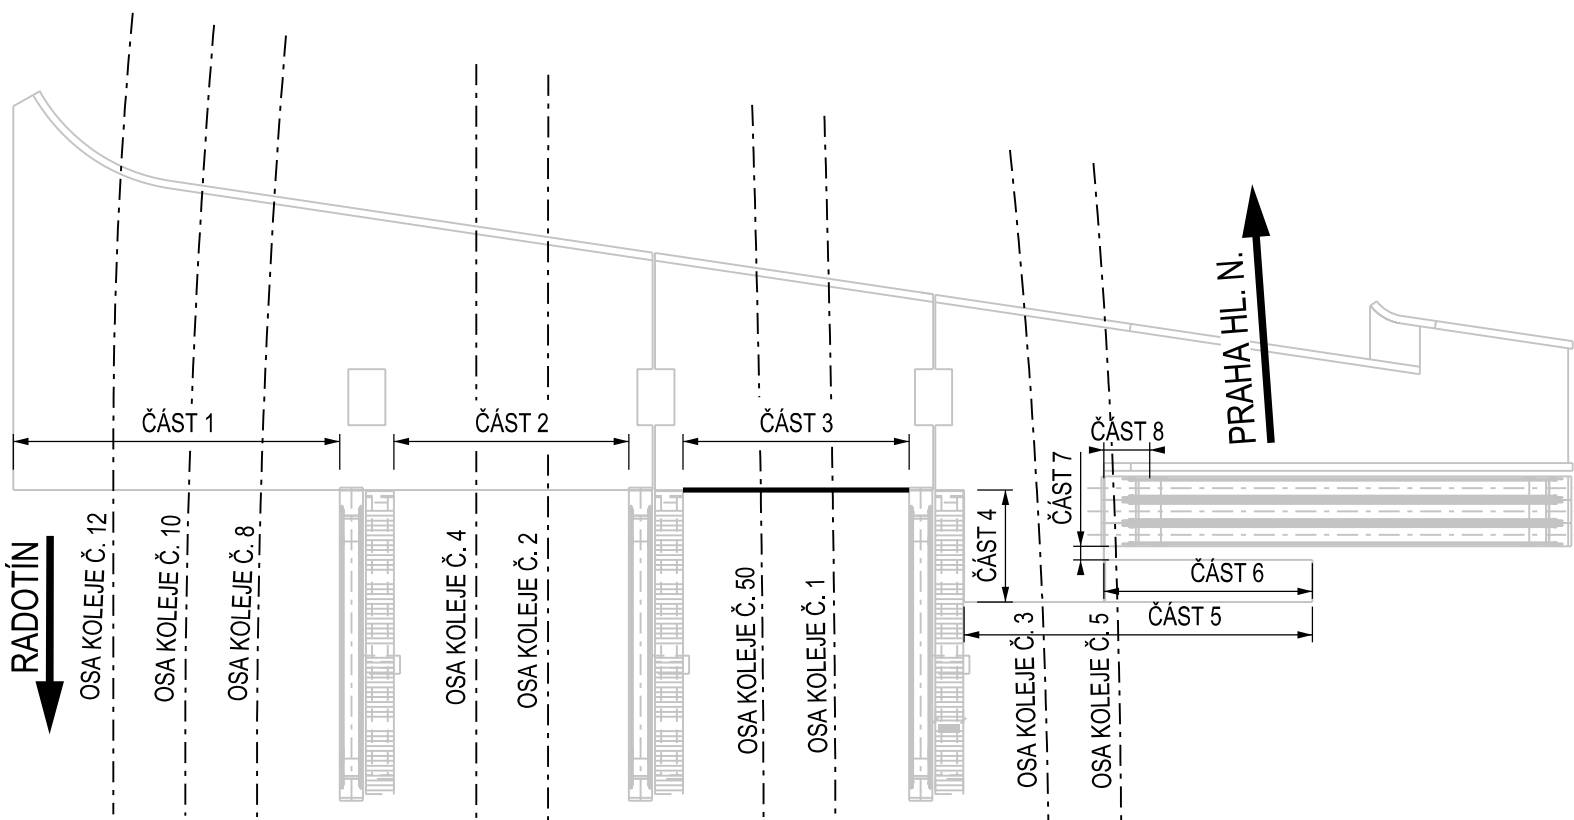 PRAHA HL. N.
ČÁST 1
ČÁST 2
ČÁST 3
ČÁST 8
ČÁST 7
ČÁST 4
ČÁST 6
ČÁST 5
RADOTÍN
OSA KOLEJE Č. 12
OSA KOLEJE Č. 10
OSA KOLEJE Č. 8
OSA KOLEJE Č. 4
OSA KOLEJE Č. 2
OSA KOLEJE Č. 50
OSA KOLEJE Č. 1
OSA KOLEJE Č. 3
OSA KOLEJE Č. 5